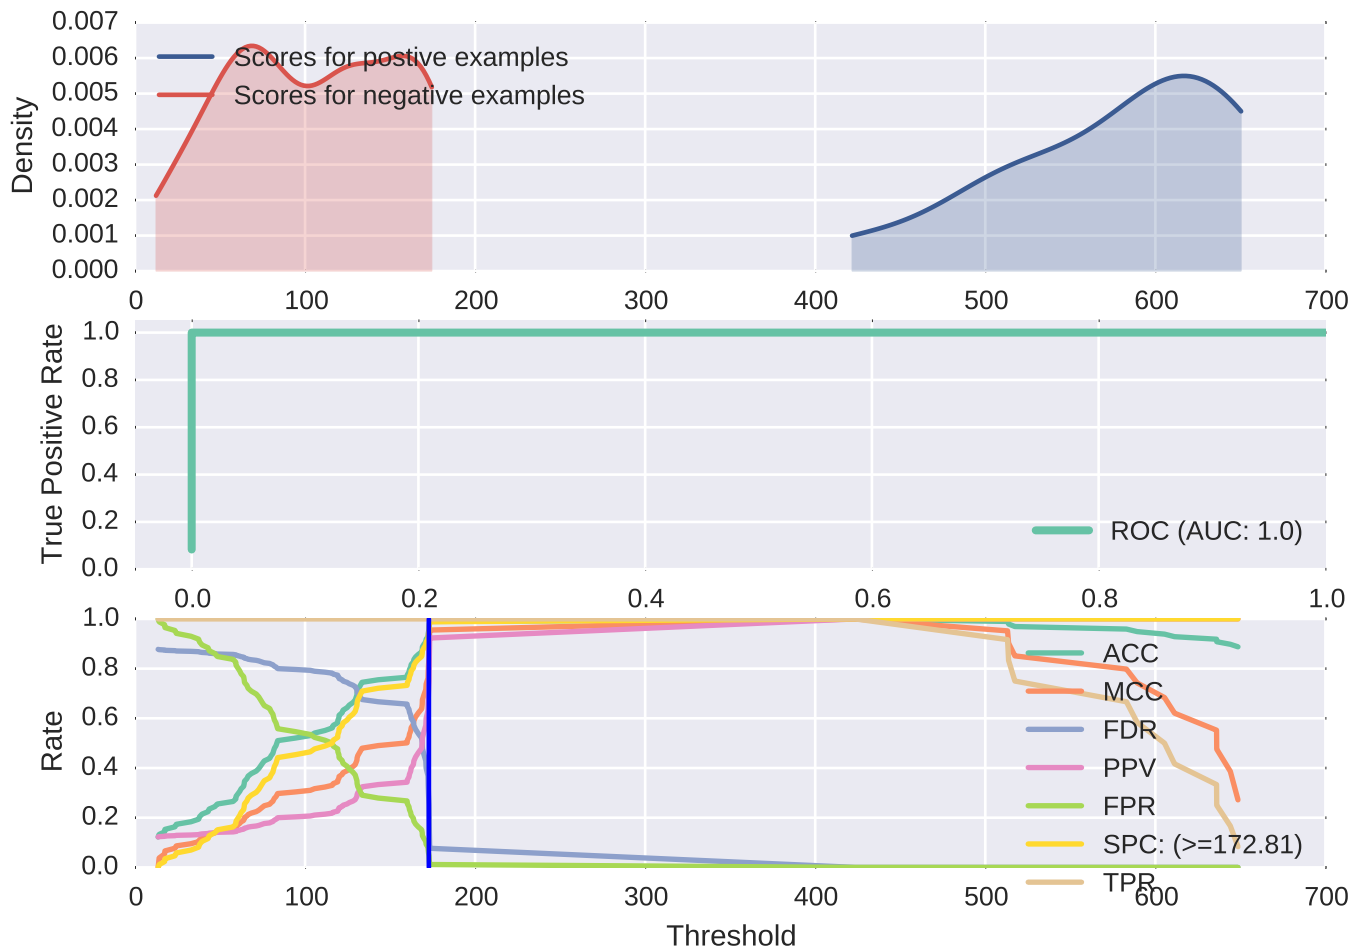 0.007
0.006
0.005
0.004
0.003
0.002
0.001
0.000
Density
Scores for postive examples
Scores for negative examples
0 100 200 300 400 500 600 700
1.0
0.8
0.6
0.4
0.2
0.0
True Positive Rate
ROC (AUC: 1.0)
0.0 0.2 0.4 0.6 0.8 1.0
1.0
0.8
0.6
0.4
0.2
0.0
Rate
ACC
MCC
FDR
PPV
FPR
SPC: (>=172.81)
TPR
0 100 200 300 400 500 600 700
Threshold